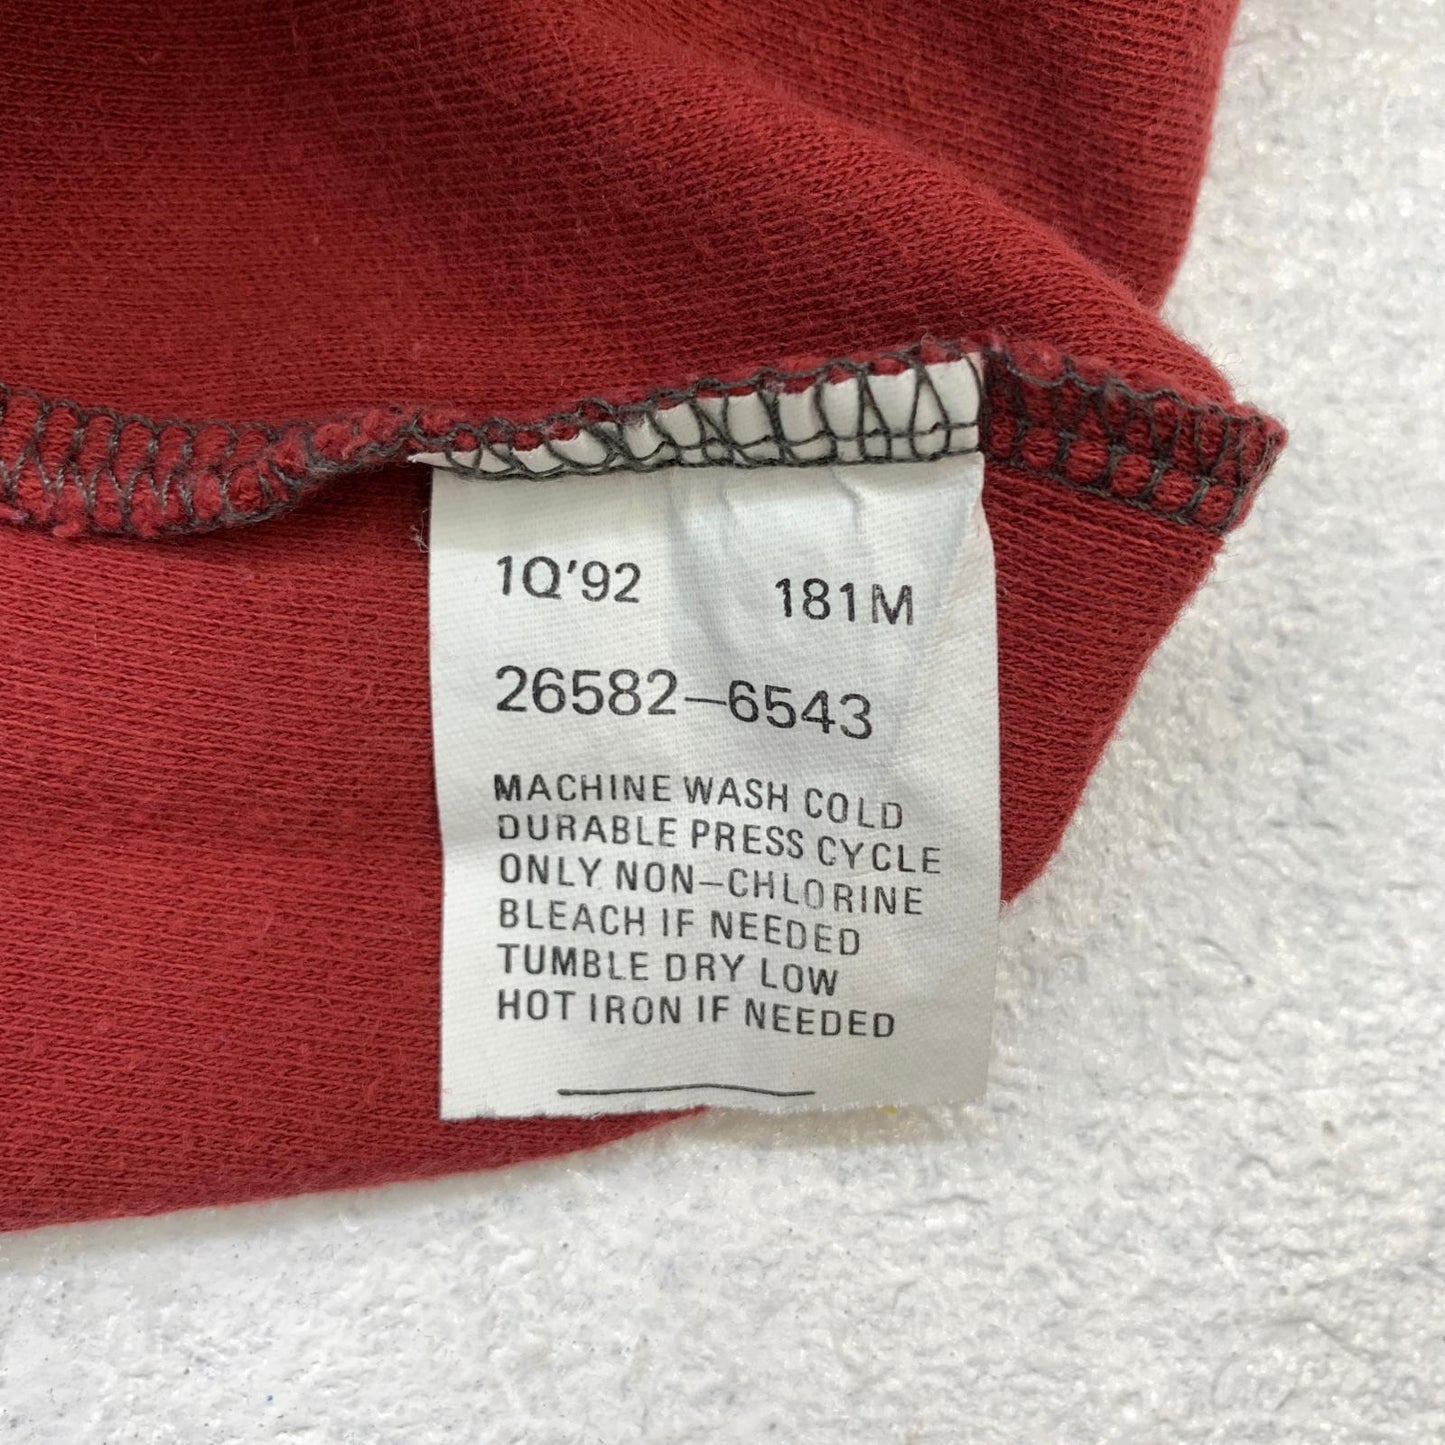 1Q'92 181M
26582-6543
MACHINE WASH COLD
DURABLE PRESS CYCLE
ONLY NON-CHLORINE
BLEACH IF NEEDED
TUMBLE DRY LOW
HOT IRON IF NEEDED